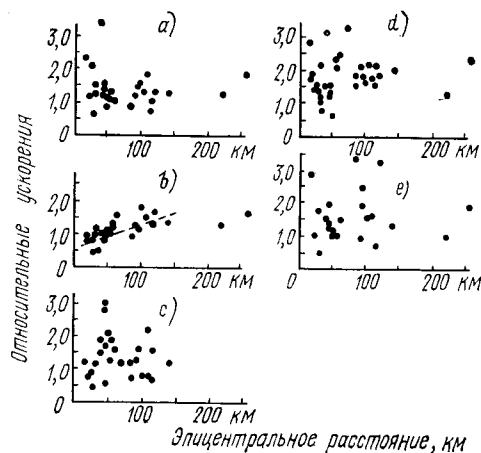 Относительные ускорения
a)
3,0
2,0
1,0
0
100
200 км
b)
2,0
1,0
0
100
200 км
c)
3,0
2,0
1,0
0
100
200 км
d)
3,0
2,0
1,0
0
100
200 км
e)
3,0
2,0
1,0
0
100
200 км
Эпицентральное расстояние, км